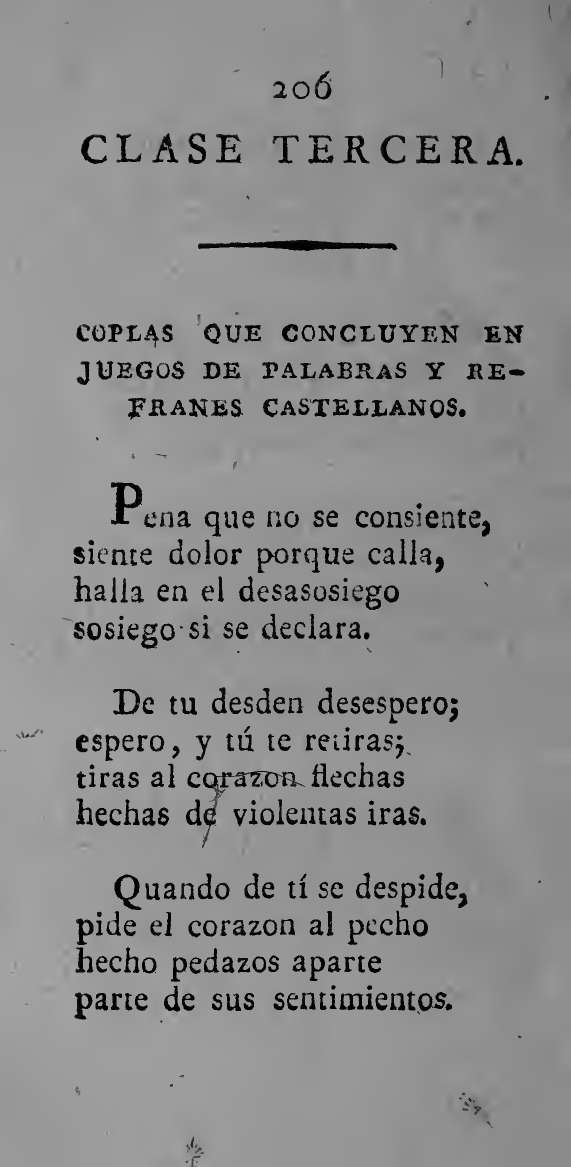 206
CLASE TERCERA.
COPLAS QUE CONCLUYEN EN
JUEGOS DE PALABRAS Y RE-
FRANES CASTELLANOS.
Pena que no se consiente,
siente dolor porque calla,
halla en el desasosiego
sosiego si se declara.
De tu desden desespero;
espero, y tú te retiras;
tiras al corazon flechas
hechas de violentas iras.
Quando de tí se despide,
pide el corazon al pecho
hecho pedazos aparte
parte de sus sentimientos.